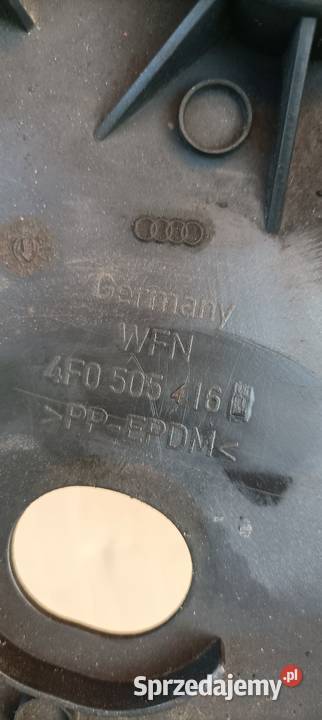 Germany
WFN
4F0 505 416
>PP-EPDM<
Sprzedajemy.pl